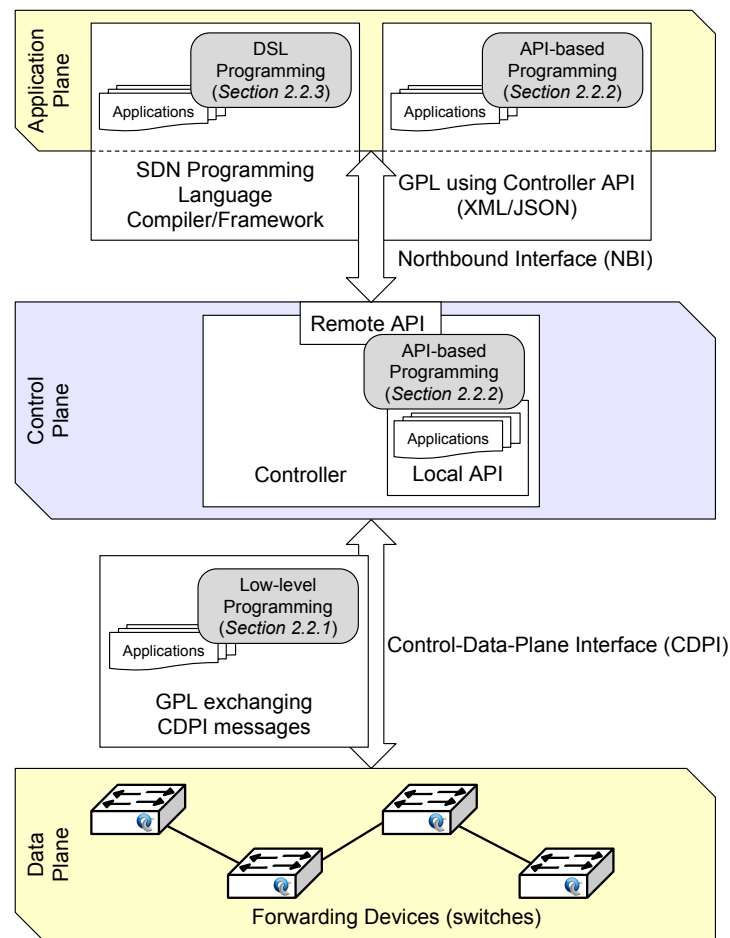 Application
Plane
DSL
Programming
(Section 2.2.3)
Applications
SDN Programming
Language
Compiler/Framework
API-based
Programming
(Section 2.2.2)
Applications
GPL using Controller API
(XML/JSON)
Northbound Interface (NBI)
Control
Plane
Remote API
API-based
Programming
(Section 2.2.2)
Applications
Controller
Local API
Low-level
Programming
(Section 2.2.1)
Applications
GPL exchanging
CDPI messages
Control-Data-Plane Interface (CDPI)
Data
Plane
Forwarding Devices (switches)